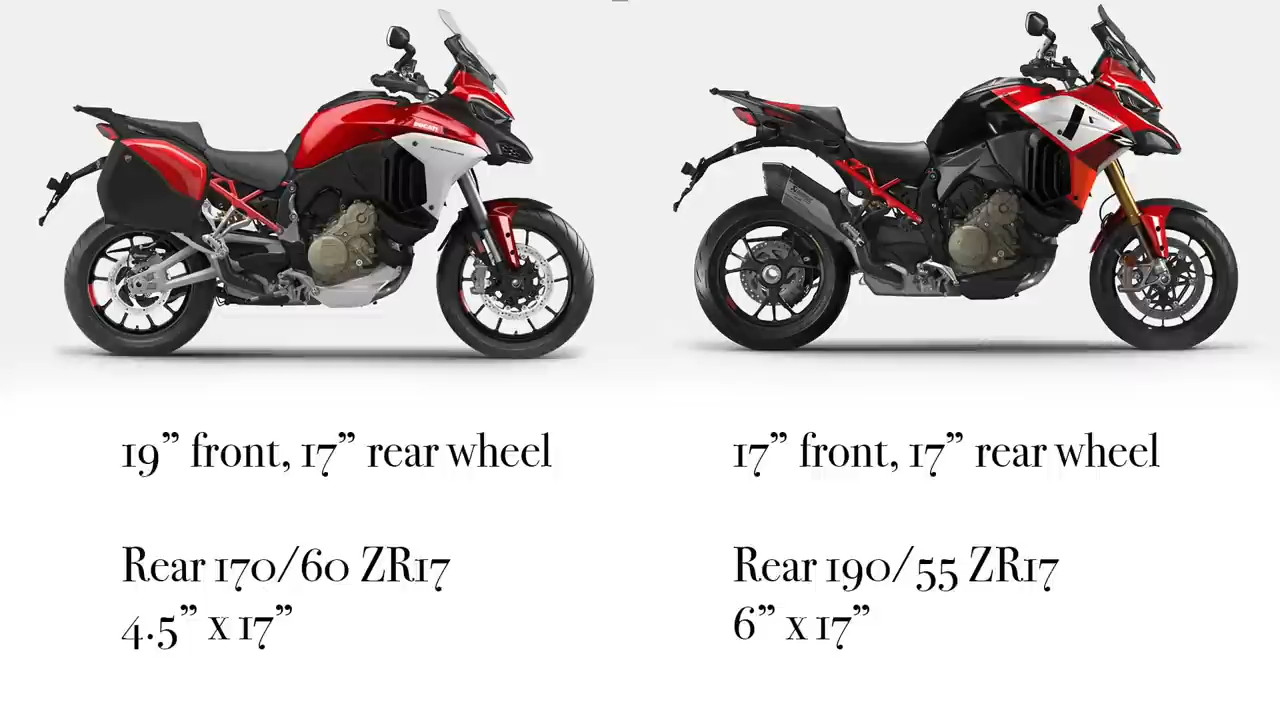 DUCATI
19” front, 17” rear wheel
Rear 170/60 ZR17
4.5” x 17”
17” front, 17” rear wheel
Rear 190/55 ZR17
6” x 17”